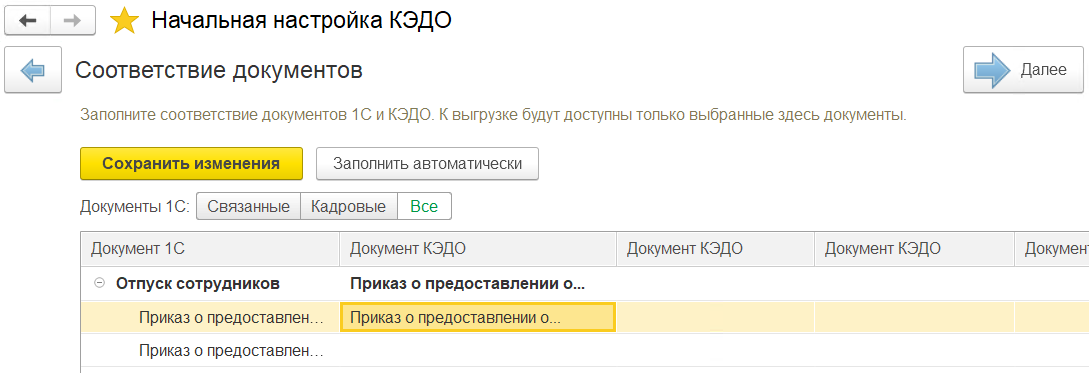 Начальная настройка КЭДО
Соответствие документов
Далее
Заполните соответствие документов 1С и КЭДО. К выгрузке будут доступны только выбранные здесь документы.
Сохранить изменения Заполнить автоматически
Документы 1С: Связанные Кадровые Все
Документ 1С Документ КЭДО Документ КЭДО Документ КЭДО Документ
Отпуск сотрудников Приказ о предоставлении о...
Приказ о предоставлен... Приказ о предоставлении о...
Приказ о предоставлен...